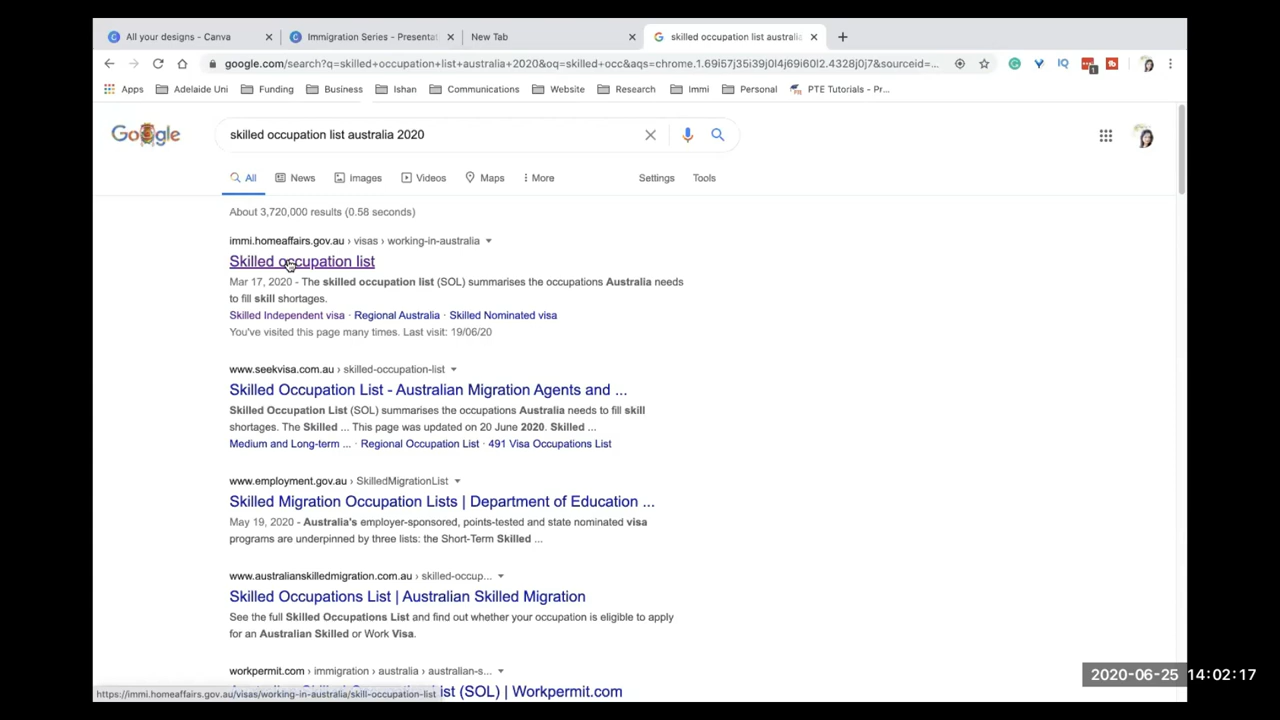 All your designs - Canva
Immigration Series - Presentat
New Tab
skilled occupation list australia
google.com/search?q=skilled+occupation+list+australia+2020&oq=skilled+occ&aqs=chrome.1.69i57j35i39j0l4j69i60l2.4328j0j7&sourceid=...
Apps Adelaide Uni Funding Business Ishan Communications Website Research Immi Personal PTE Tutorials - Pr...
Google
skilled occupation list australia 2020
All News Images Videos Maps More Settings Tools
About 3,720,000 results (0.58 seconds)
immi.homeaffairs.gov.au › visas › working-in-australia
Skilled occupation list
Mar 17, 2020 - The skilled occupation list (SOL) summarises the occupations Australia needs
to fill skill shortages.
Skilled Independent visa · Regional Australia · Skilled Nominated visa
You've visited this page many times. Last visit: 19/06/20
www.seekvisa.com.au › skilled-occupation-list
Skilled Occupation List - Australian Migration Agents and ...
Skilled Occupation List (SOL) summarises the occupations Australia needs to fill skill
shortages. The Skilled ... This page was updated on 20 June 2020. Skilled ...
Medium and Long-term ... · Regional Occupation List · 491 Visa Occupations List
www.employment.gov.au › SkilledMigrationList
Skilled Migration Occupation Lists | Department of Education ...
May 19, 2020 - Australia's employer-sponsored, points-tested and state nominated visa
programs are underpinned by three lists: the Short-Term Skilled ...
www.australianskilledmigration.com.au › skilled-occup...
Skilled Occupations List | Australian Skilled Migration
See the full Skilled Occupations List and find out whether your occupation is eligible to apply
for an Australian Skilled or Work Visa.
workpermit.com › immigration › australia › australian-s...
st (SOL) | Workpermit.com
https://immi.homeaffairs.gov.au/visas/working-in-australia/skill-occupation-list
2020-06-25 14:02:17